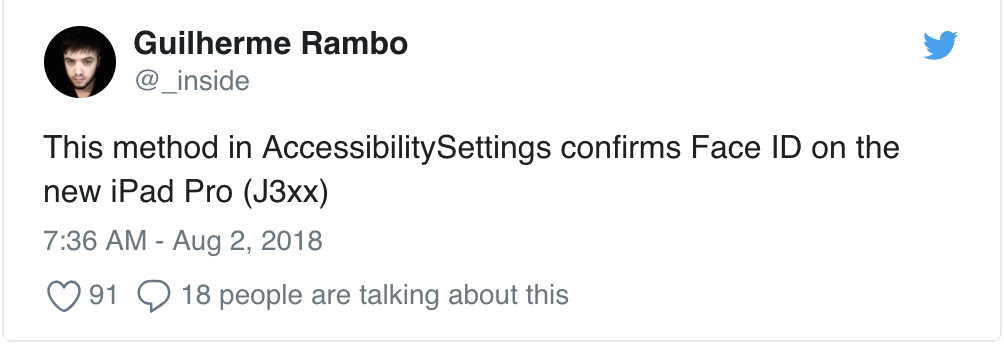 Guilherme Rambo
@_inside
This method in AccessibilitySettings confirms Face ID on the
new iPad Pro (J3xx)
7:36 AM - Aug 2, 2018
91 18 people are talking about this